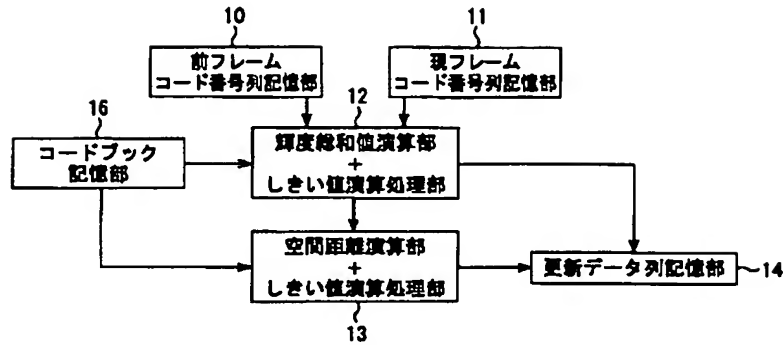 10
前フレーム
コード番号列記憶部
11
現フレーム
コード番号列記憶部
16
コードブック
記憶部
12
輝度総和値演算部
+
しきい値演算処理部
空間距離演算部
+
しきい値演算処理部
13
更新データ列記憶部
14